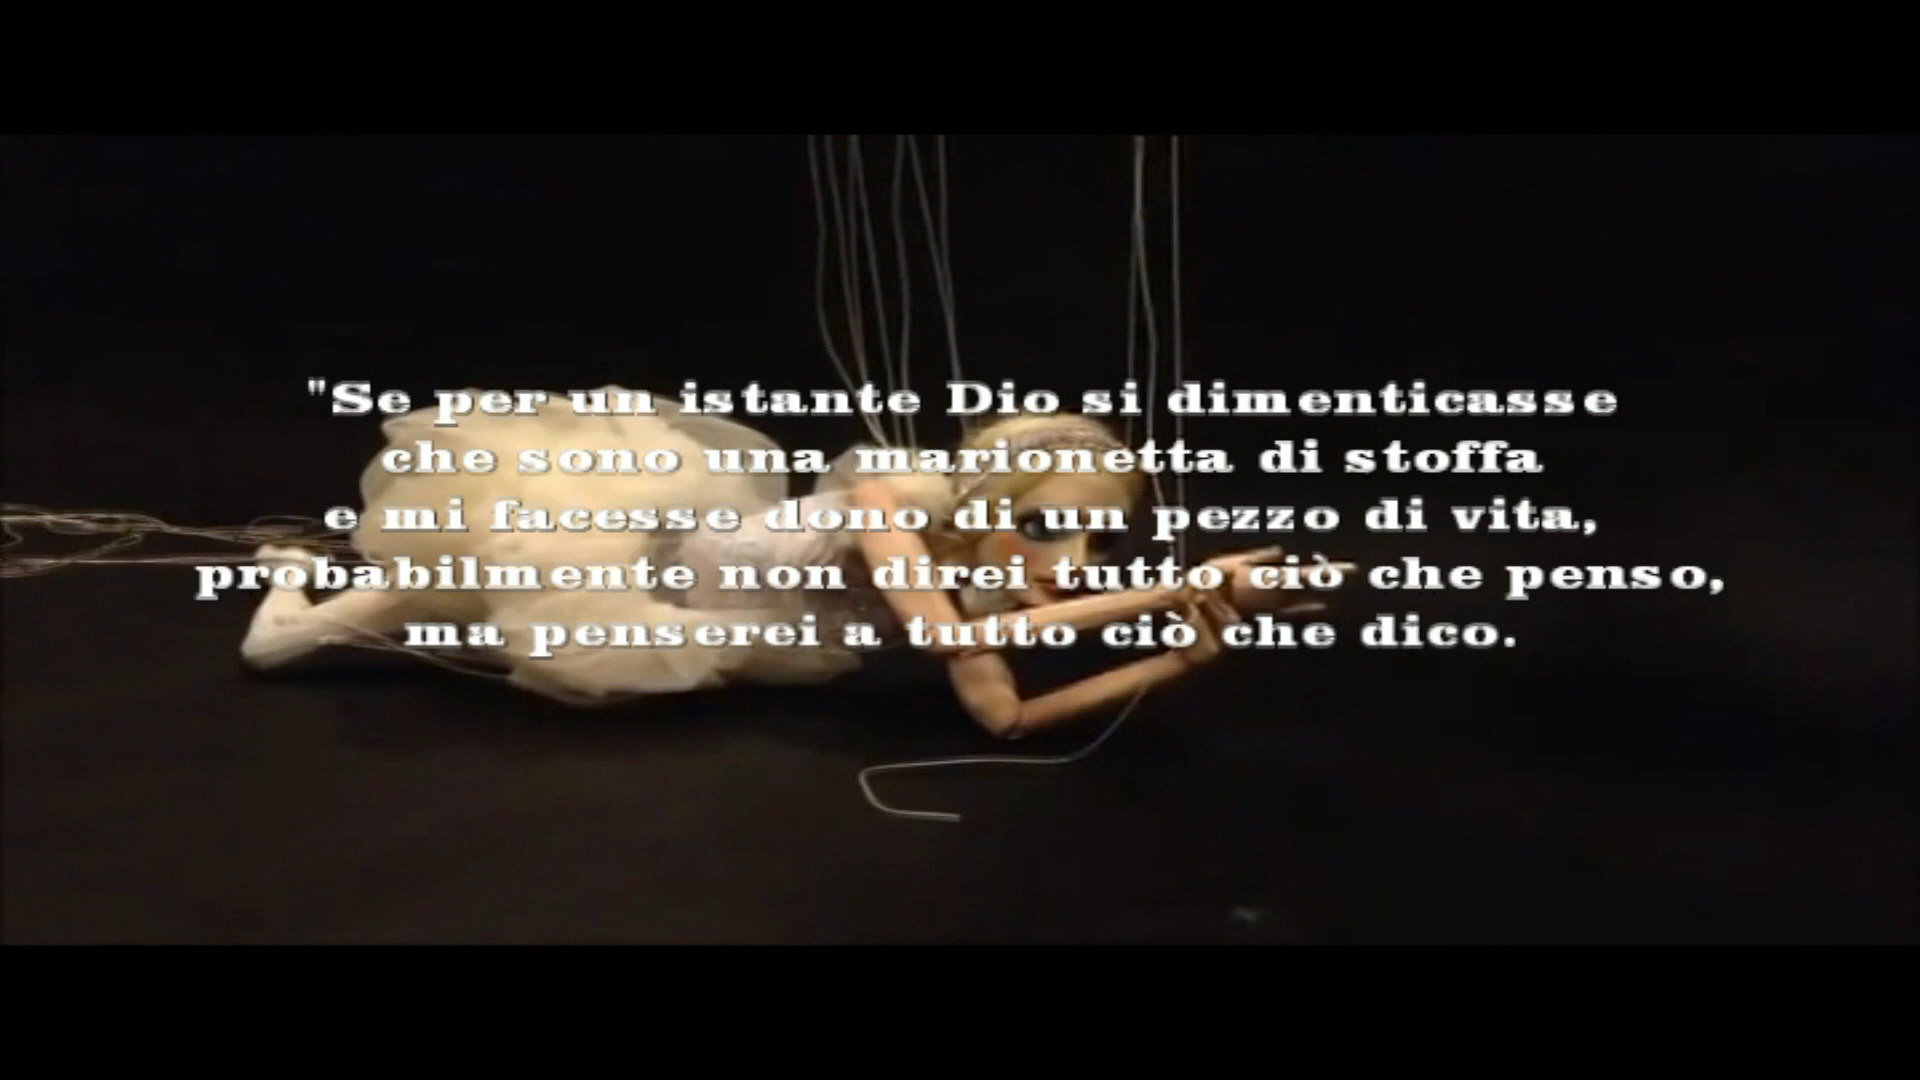 "Se per un istante Dio si dimenticasse
che sono una marionetta di stoffa
e mi facesse dono di un pezzo di vita,
probabilmente non direi tutto ciò che penso,
ma penserei a tutto ciò che dico.